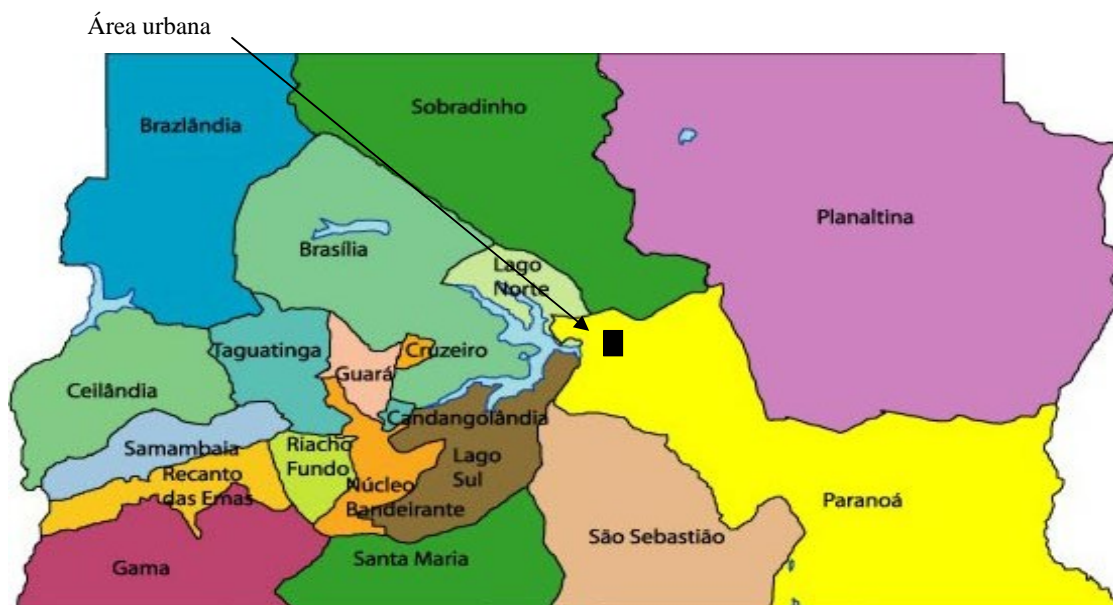 Área urbana
Sobradinho
Brazlândia
Planaltina
Brasília
Lago
Norte
Taguatinga
Cruzeiro
Guará
Ceilândia
Candangolândia
Samambaia
Riacho
Fundo
Lago
Sul
Recanto
das Emas
Núcleo
Bandeirante
Paranoá
São Sebastião
Santa Maria
Gama